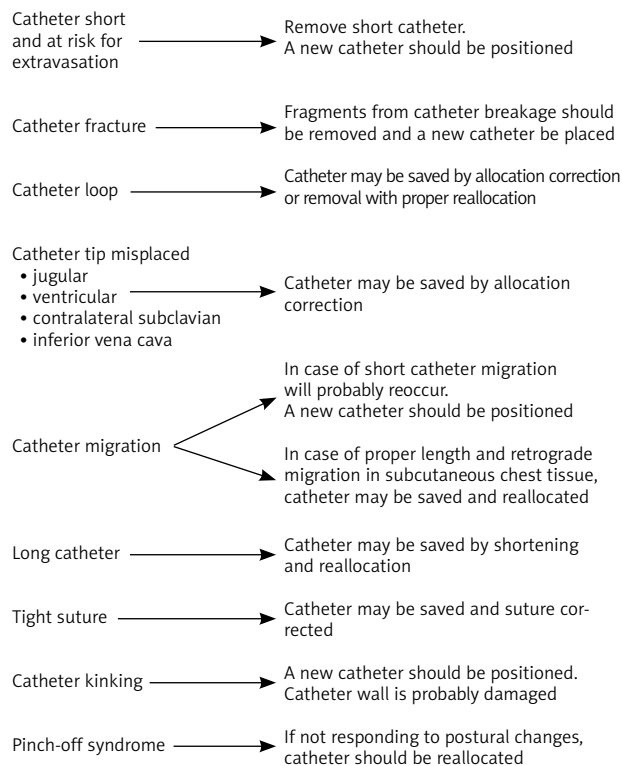 Catheter short
and at risk for
extravasation
Remove short catheter.
A new catheter should be positioned
Catheter fracture
Fragments from catheter breakage should
be removed and a new catheter be placed
Catheter loop
Catheter may be saved by allocation correction
or removal with proper reallocation
Catheter tip misplaced
• jugular
• ventricular
• contralateral subclavian
• inferior vena cava
Catheter may be saved by allocation
correction
Catheter migration
In case of short catheter migration
will probably reoccur.
A new catheter should be positioned
In case of proper length and retrograde
migration in subcutaneous chest tissue,
catheter may be saved and reallocated
Long catheter
Catheter may be saved by shortening
and reallocation
Tight suture
Catheter may be saved and suture cor-
rected
Catheter kinking
A new catheter should be positioned.
Catheter wall is probably damaged
Pinch-off syndrome
If not responding to postural changes,
catheter should be reallocated